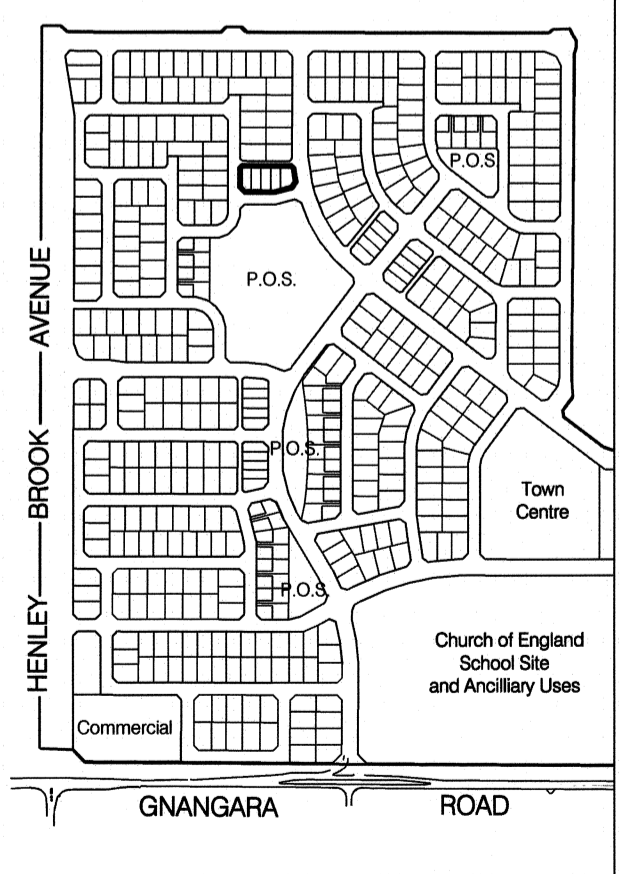 P.O.S
P.O.S.
HENLEY BROOK AVENUE
P.O.S.
Town
Centre
P.O.S.
Church of England
School Site
and Ancilliary Uses
Commercial
GNANGARA ROAD